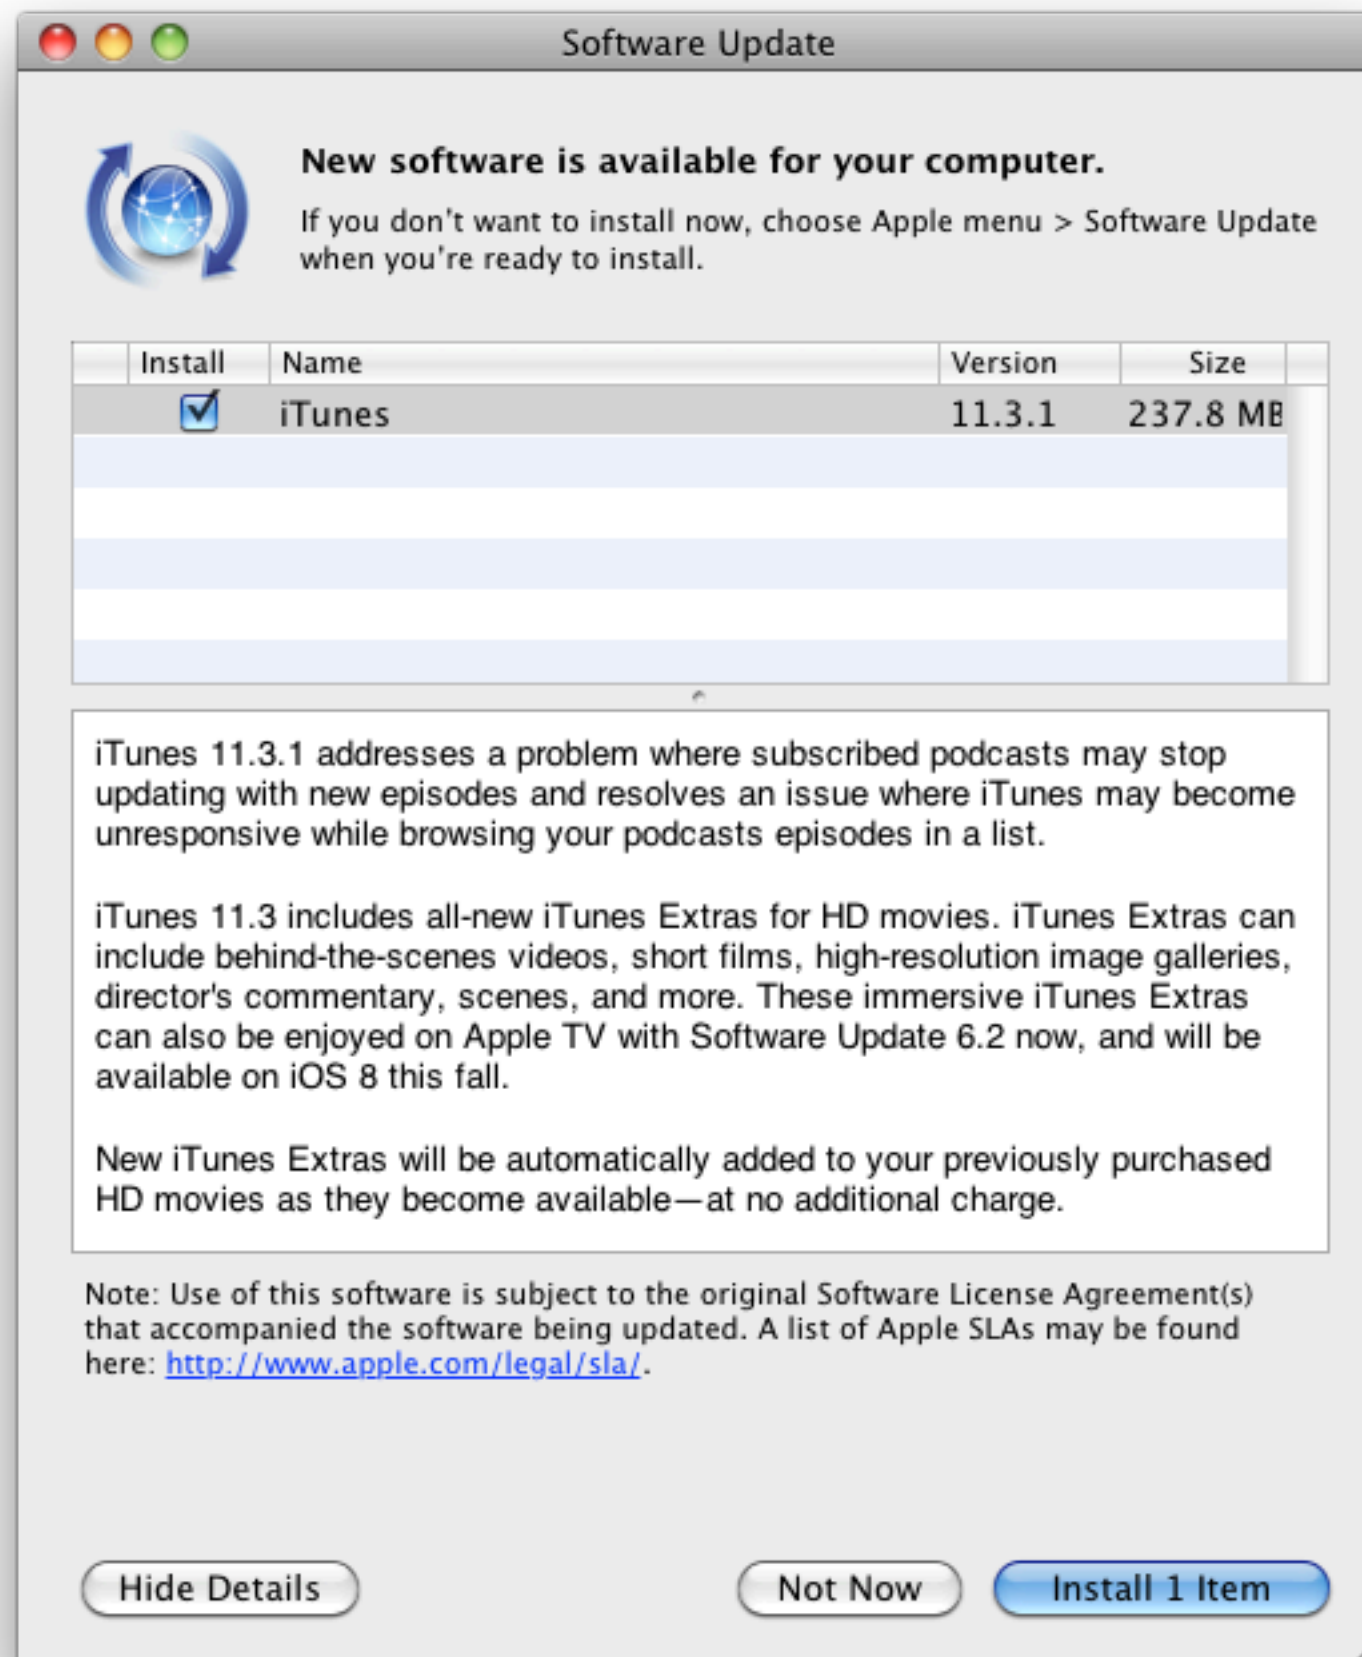 Software Update
New software is available for your computer.
If you don't want to install now, choose Apple menu > Software Update
when you're ready to install.
Install Name Version Size
iTunes 11.3.1 237.8 MB
iTunes 11.3.1 addresses a problem where subscribed podcasts may stop
updating with new episodes and resolves an issue where iTunes may become
unresponsive while browsing your podcasts episodes in a list.
iTunes 11.3 includes all-new iTunes Extras for HD movies. iTunes Extras can
include behind-the-scenes videos, short films, high-resolution image galleries,
director's commentary, scenes, and more. These immersive iTunes Extras
can also be enjoyed on Apple TV with Software Update 6.2 now, and will be
available on iOS 8 this fall.
New iTunes Extras will be automatically added to your previously purchased
HD movies as they become available—at no additional charge.
Note: Use of this software is subject to the original Software License Agreement(s)
that accompanied the software being updated. A list of Apple SLAs may be found
here: http://www.apple.com/legal/sla/.
Hide Details Not Now Install 1 Item